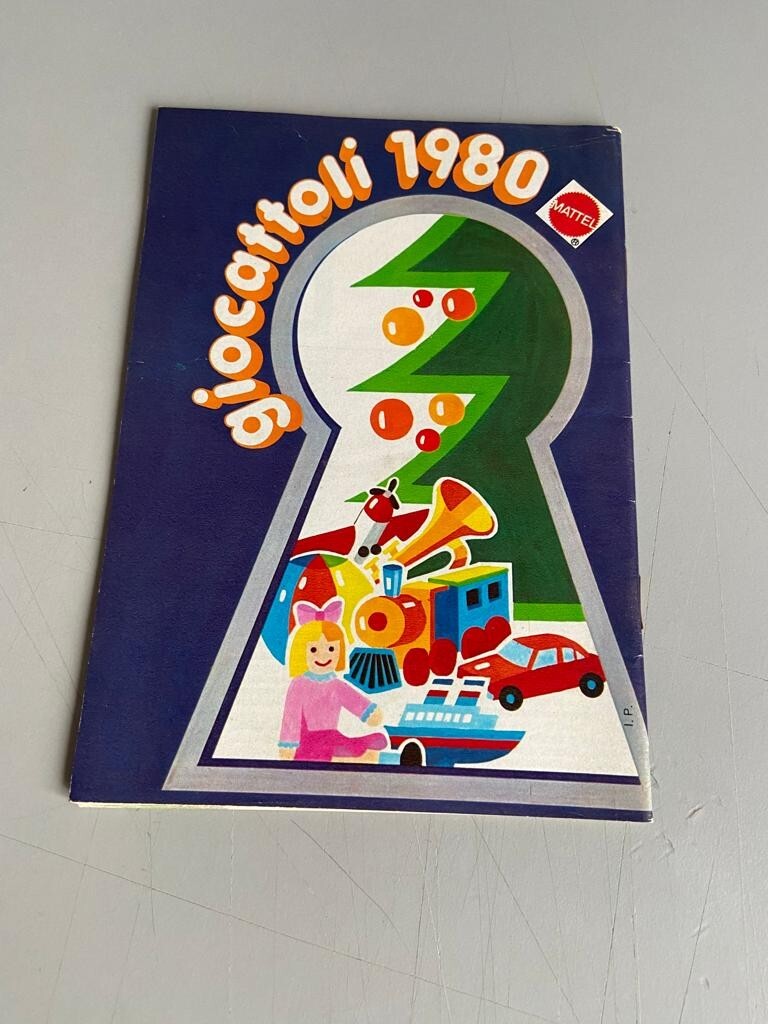 giocattoli 1980
MATTEL
®
I.P.